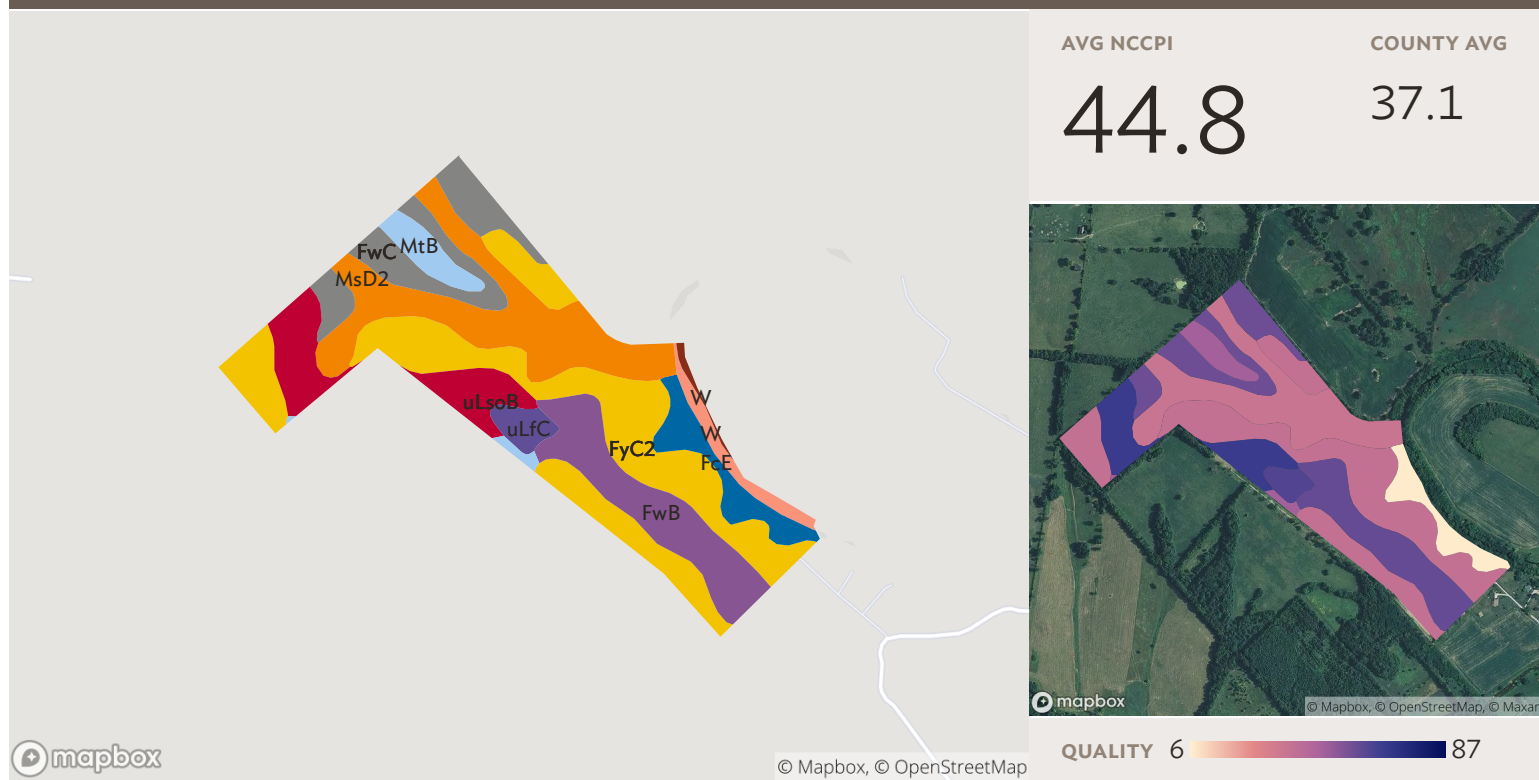 AVG NCCPI
COUNTY AVG
44.8
37.1
FwC
MtB
MsD2
W
uLsoB
uLfC
W
FyC2
FcE
FwB
mapbox
© Mapbox, © OpenStreetMap
mapbox
© Mapbox, © OpenStreetMap, © Maxar
QUALITY 6 87